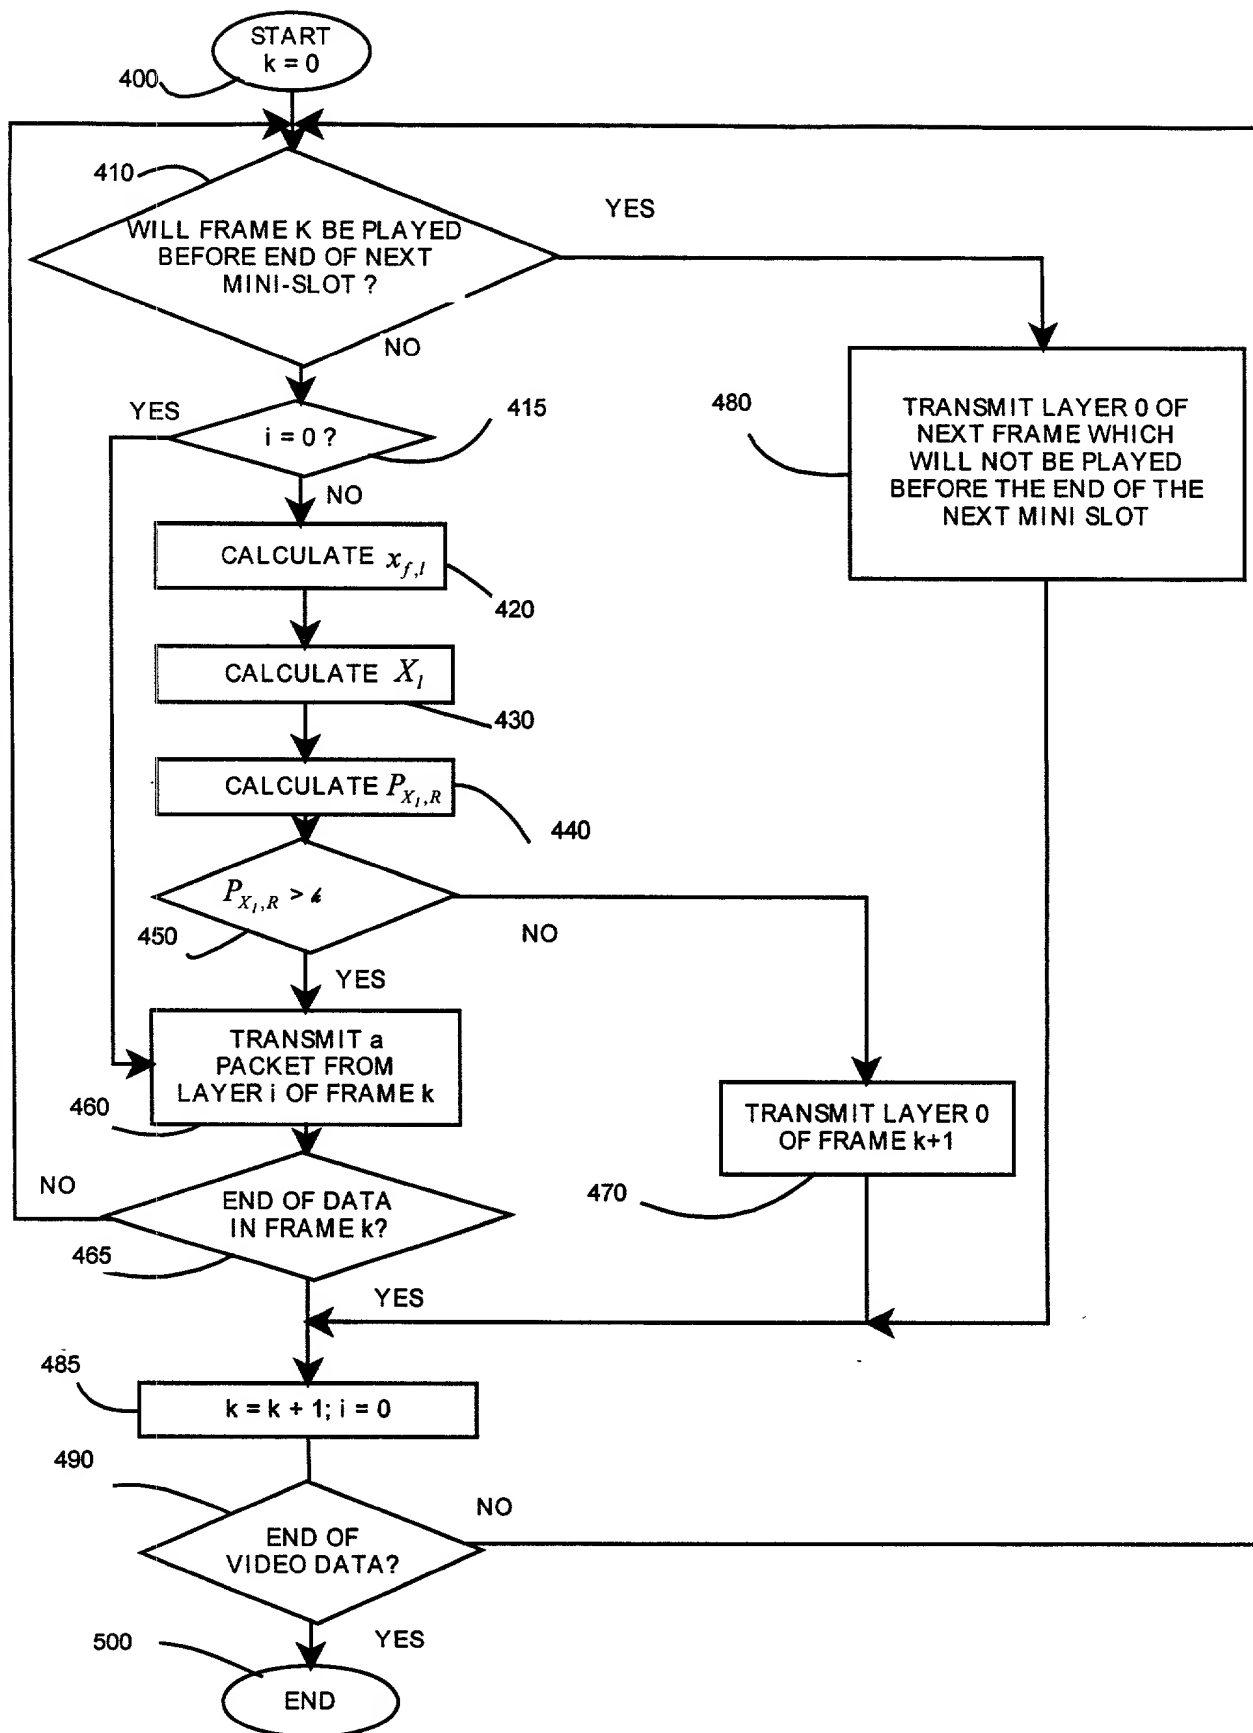 START
k = 0
400
410
WILL FRAME K BE PLAYED
BEFORE END OF NEXT
MINI-SLOT ?
YES
NO
YES
i = 0 ?
415
NO
480
TRANSMIT LAYER 0 OF
NEXT FRAME WHICH
WILL NOT BE PLAYED
BEFORE THE END OF THE
NEXT MINI SLOT
CALCULATE x_{f,l}
420
CALCULATE X_l
430
CALCULATE P_{X_l,R}
440
P_{X_l,R} >
450
NO
YES
TRANSMIT a
PACKET FROM
LAYER i OF FRAME k
460
TRANSMIT LAYER 0
OF FRAME k+1
470
NO
END OF DATA
IN FRAME k?
465
YES
485
k = k + 1; i = 0
490
NO
END OF
VIDEO DATA?
YES
500
END